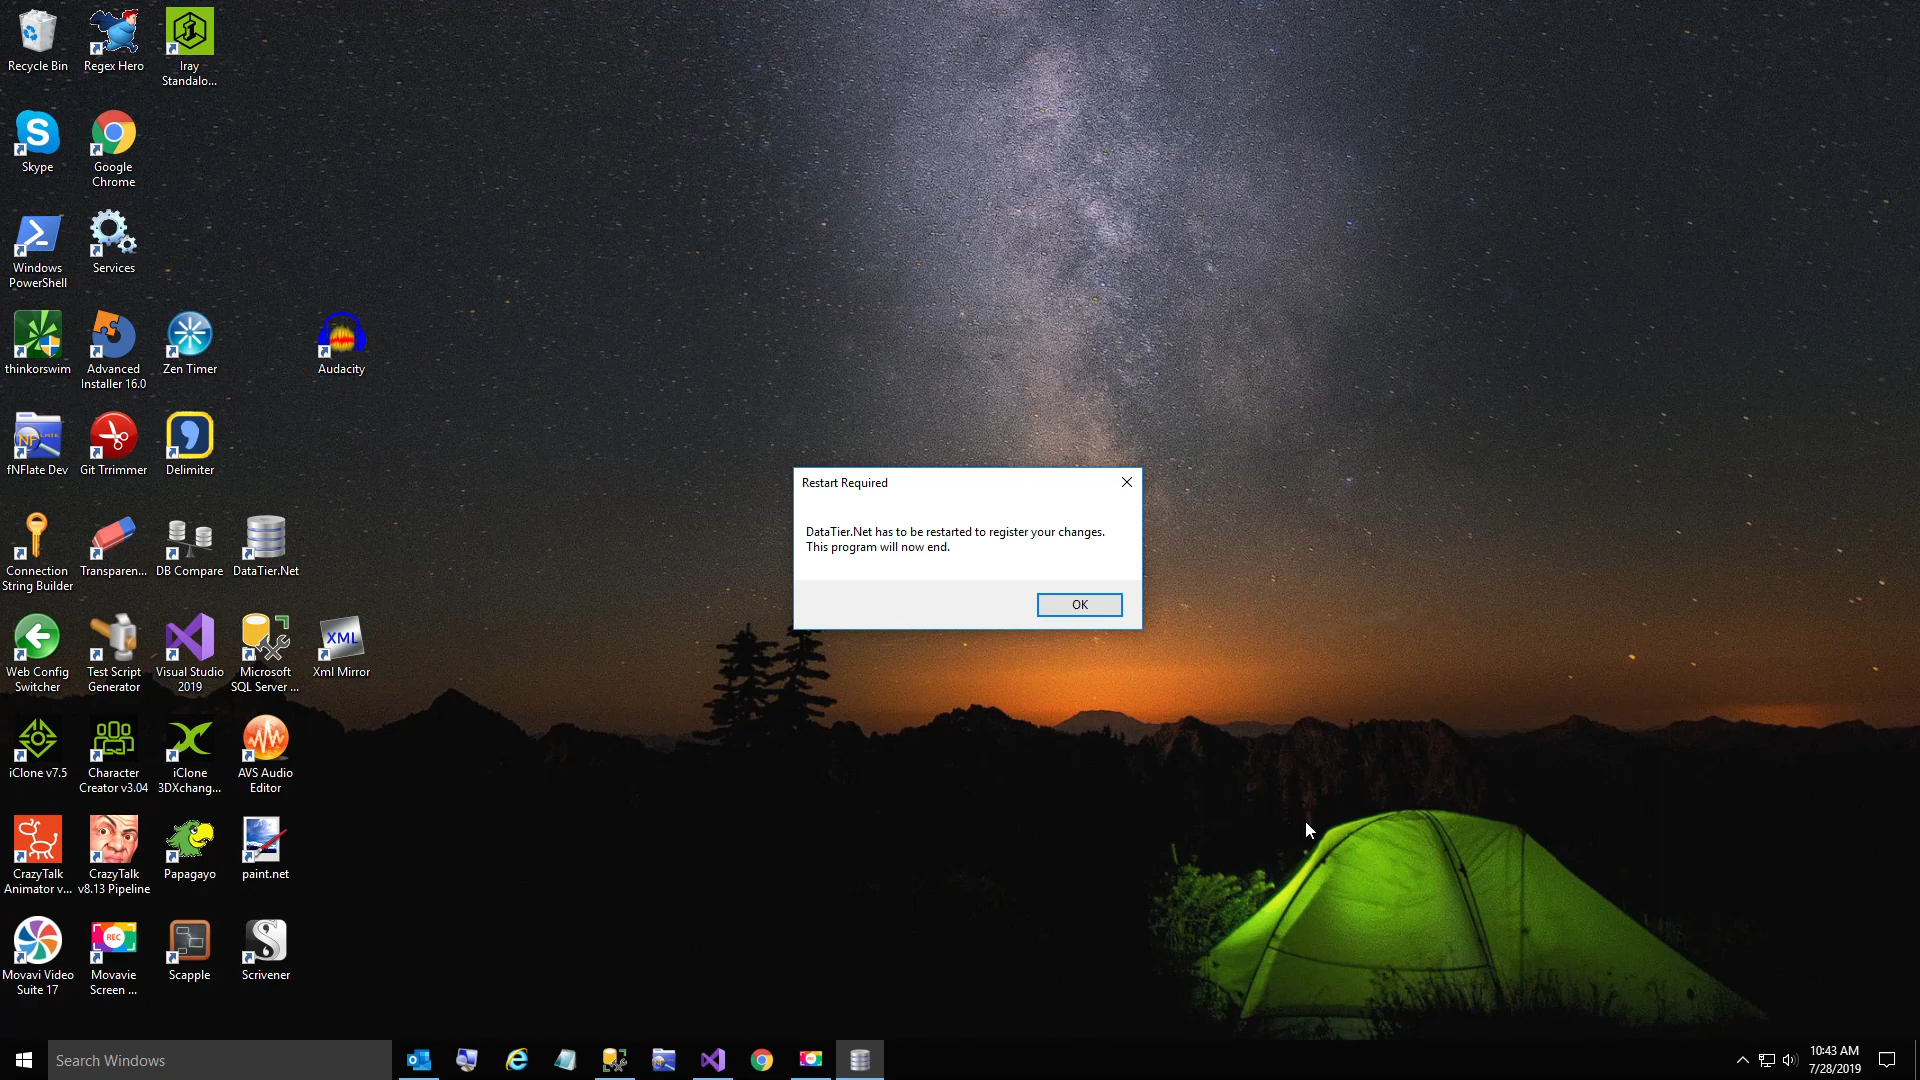 Recycle Bin
Regex Hero
Iray
Standalo...
Skype
Google
Chrome
Windows
PowerShell
Services
thinkorswim
Advanced
Installer 16.0
Zen Timer
Audacity
fNFlate Dev
Git Trrimmer
Delimiter
Connection
String Builder
Transparen...
DB Compare
DataTier.Net
Web Config
Switcher
Test Script
Generator
Visual Studio
2019
Microsoft
SQL Server ...
XML
Xml Mirror
iClone v7.5
Character
Creator v3.04
iClone
3DXchang...
AVS Audio
Editor
CrazyTalk
Animator v...
CrazyTalk
v8.13 Pipeline
Papagayo
paint.net
Movavi Video
Suite 17
REC
Movavie
Screen ...
Scapple
Scrivener
Restart Required
DataTier.Net has to be restarted to register your changes.
This program will now end.
OK
Search Windows
10:43 AM
7/28/2019